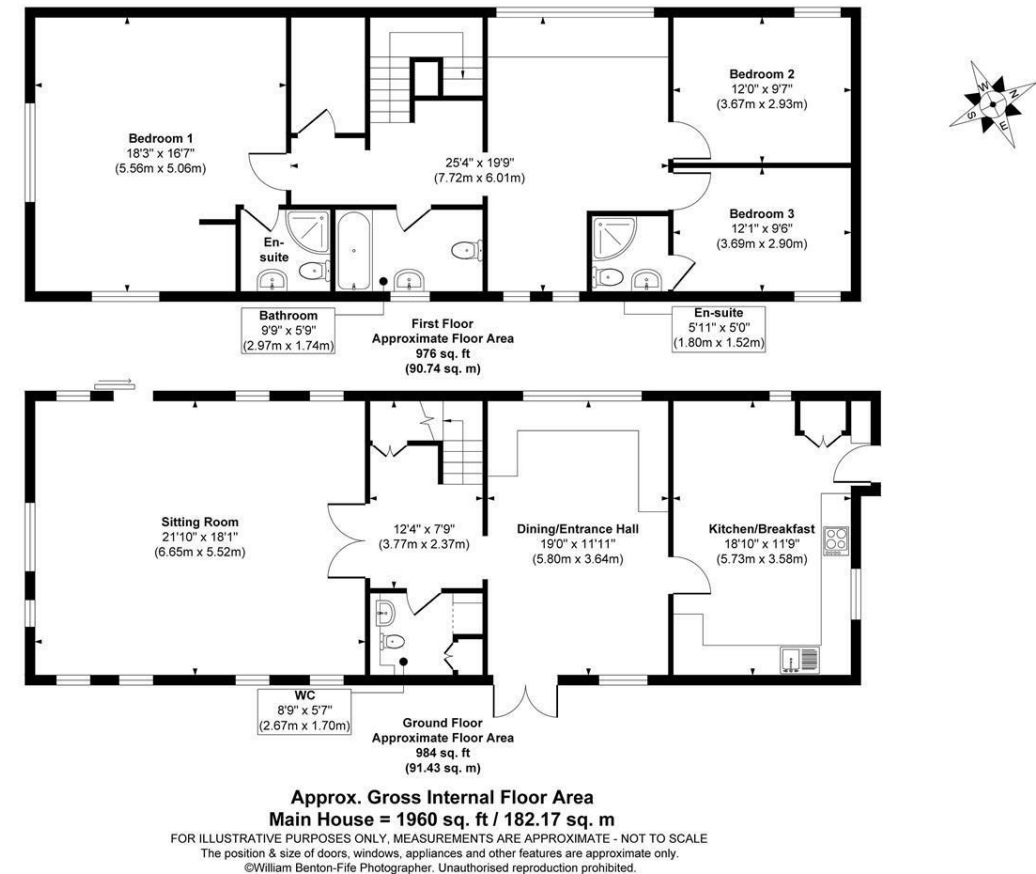 Bedroom 1
18'3" x 16'7"
(5.56m x 5.06m)
25'4" x 19'9"
(7.72m x 6.01m)
Bedroom 2
12'0" x 9'7"
(3.67m x 2.93m)
Bedroom 3
12'1" x 9'6"
(3.69m x 2.90m)
W
N
S
E
En-
suite
Bathroom
9'9" x 5'9"
(2.97m x 1.74m)
First Floor
Approximate Floor Area
976 sq. ft
(90.74 sq. m)
En-suite
5'11" x 5'0"
(1.80m x 1.52m)
Sitting Room
21'10" x 18'1"
(6.65m x 5.52m)
12'4" x 7'9"
(3.77m x 2.37m)
Dining/Entrance Hall
19'0" x 11'11"
(5.80m x 3.64m)
Kitchen/Breakfast
18'10" x 11'9"
(5.73m x 3.58m)
WC
8'9" x 5'7"
(2.67m x 1.70m)
Ground Floor
Approximate Floor Area
984 sq. ft
(91.43 sq. m)
Approx. Gross Internal Floor Area
Main House = 1960 sq. ft / 182.17 sq. m
FOR ILLUSTRATIVE PURPOSES ONLY, MEASUREMENTS ARE APPROXIMATE - NOT TO SCALE
The position & size of doors, windows, appliances and other features are approximate only.
©William Benton-Fife Photographer. Unauthorised reproduction prohibited.